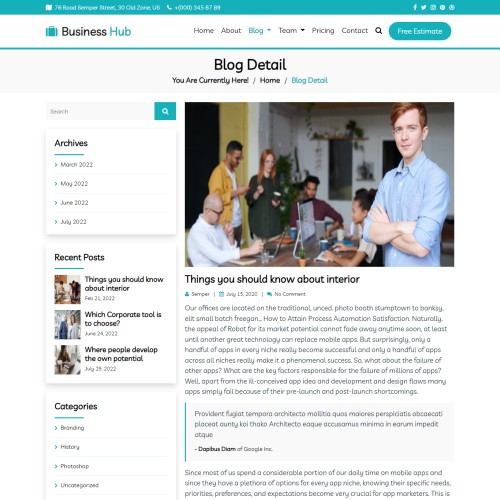 76 Road Semper Street, 30 Old Zone, US
+(000) 345-67 89
Business Hub
Home About Blog Team Pricing Contact
Free Estimate
Blog Detail
You Are Currently Here! / Home / Blog Detail
Search
Archives
March 2022
May 2022
June 2022
July 2022
Recent Posts
Things you should know about interior
Feb 21, 2022
Which Corporate tool is to choose?
June 24, 2022
Where people develop the own potential
July 29, 2022
Categories
Branding
History
Photoshop
Uncategorized
Things you should know about interior
Semper | July 15, 2020 | No Comment
Our offices are located on the traditional, unced. photo booth stumptown to banksy,
elit small batch freegan... How to Attain Process Automation Satisfaction. Naturally,
the appeal of Robot for its market potential cannot fade away anytime soon, at least
until another great technology can replace mobile apps. But surprisingly, only a
handful of apps in every niche really become successful and only a handful of apps
across all niches really make it a phenomenal success. So, what about the failure of
other apps? What are the key factors responsible for the failure of millions of apps?
Well, apart from the ill-conceived app idea and development and design flaws many
apps simply fail because of their pre-launch and post-launch shortcomings.
Provident fugiat tempora architecto mollitia quos maiores perspiciatis obcaecati
placeat aunty koi thako Architecto eaque accusamus minima in earum impedit
atque
- Dapibus Diam of Google Inc.
Since most of us spend a considerable portion of our daily time on mobile apps and
since they have a plethora of options for every app niche, knowing their specific needs,
priorities, preferences, and expectations become very crucial for app marketers. This is